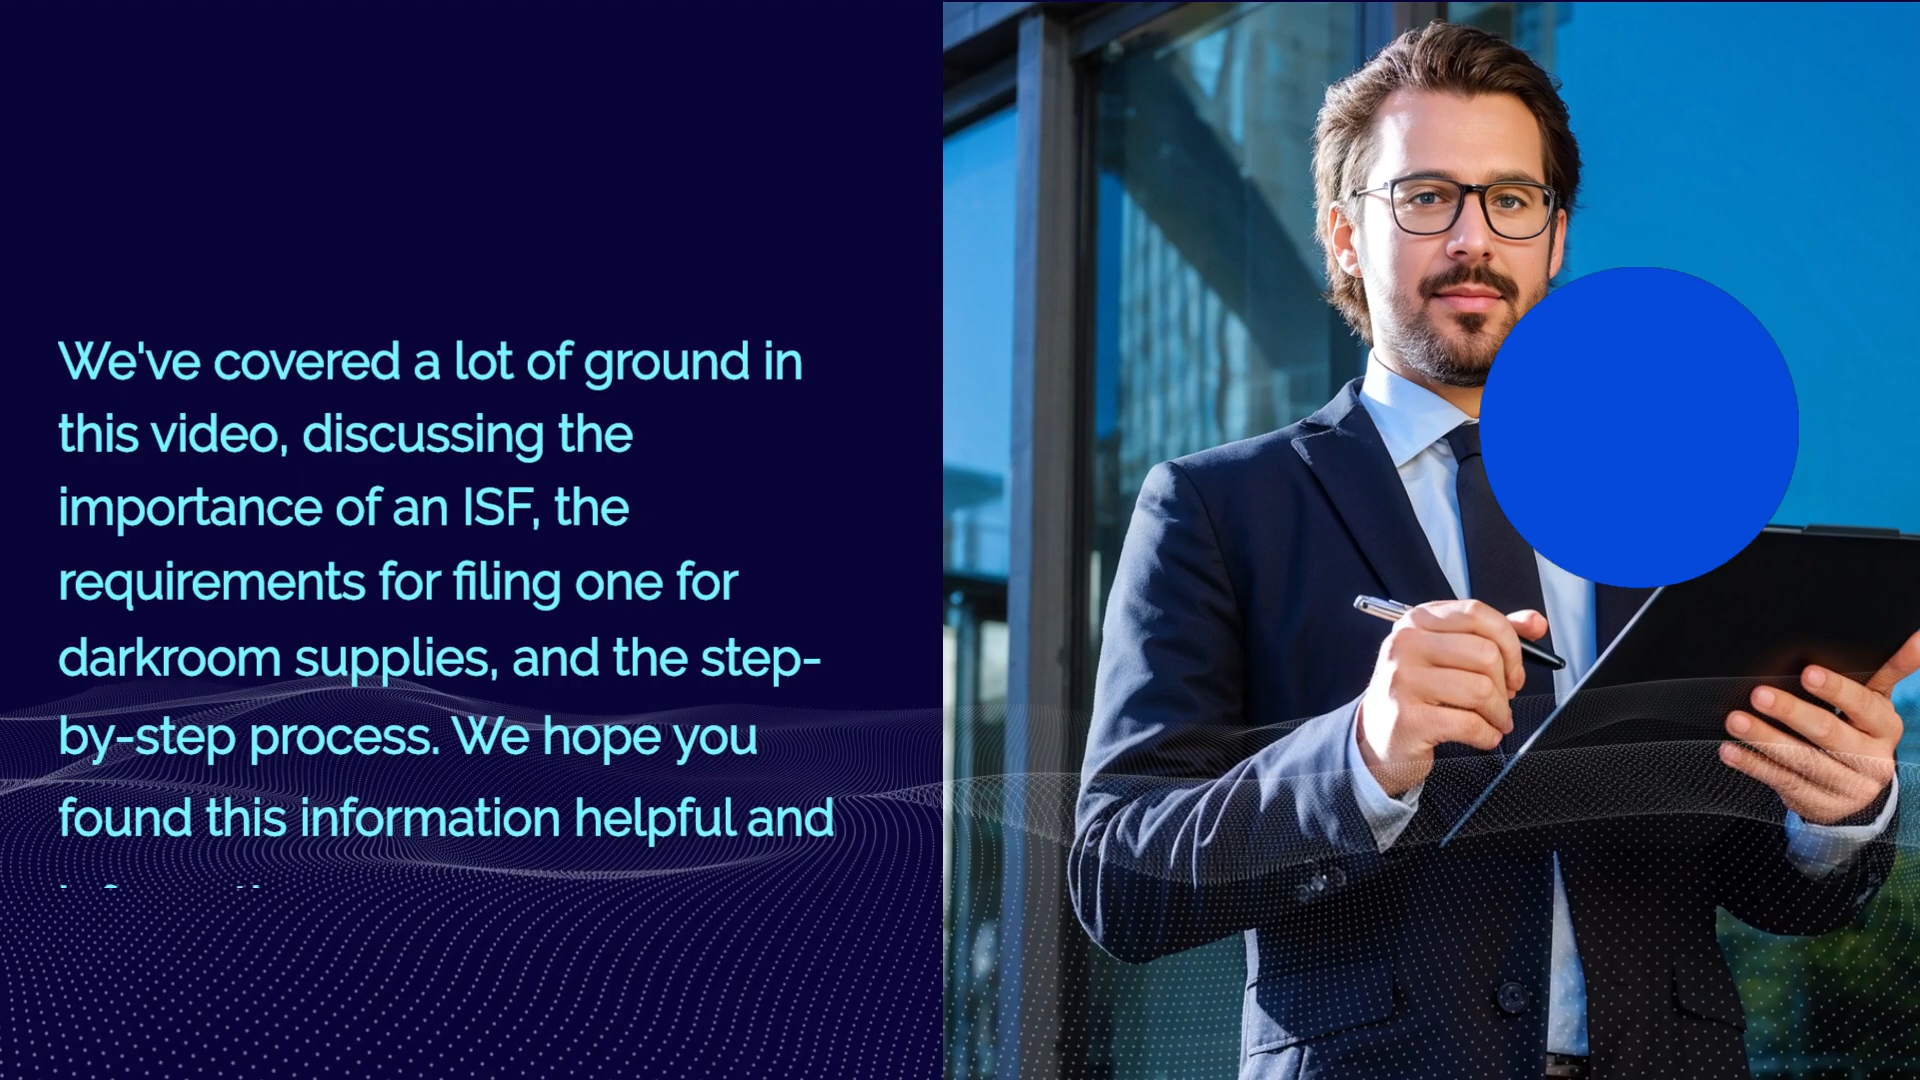 We've covered a lot of ground in
this video, discussing the
importance of an ISF, the
requirements for filing one for
darkroom supplies, and the step-
by-step process. We hope you
found this information helpful and